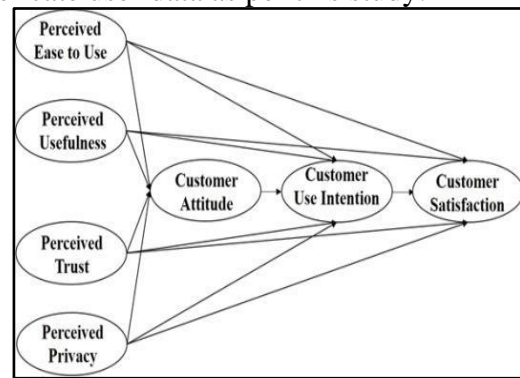 Perceived
Ease to Use
Perceived
Usefulness
Customer
Attitude
Customer
Use Intention
Customer
Satisfaction
Perceived
Trust
Perceived
Privacy